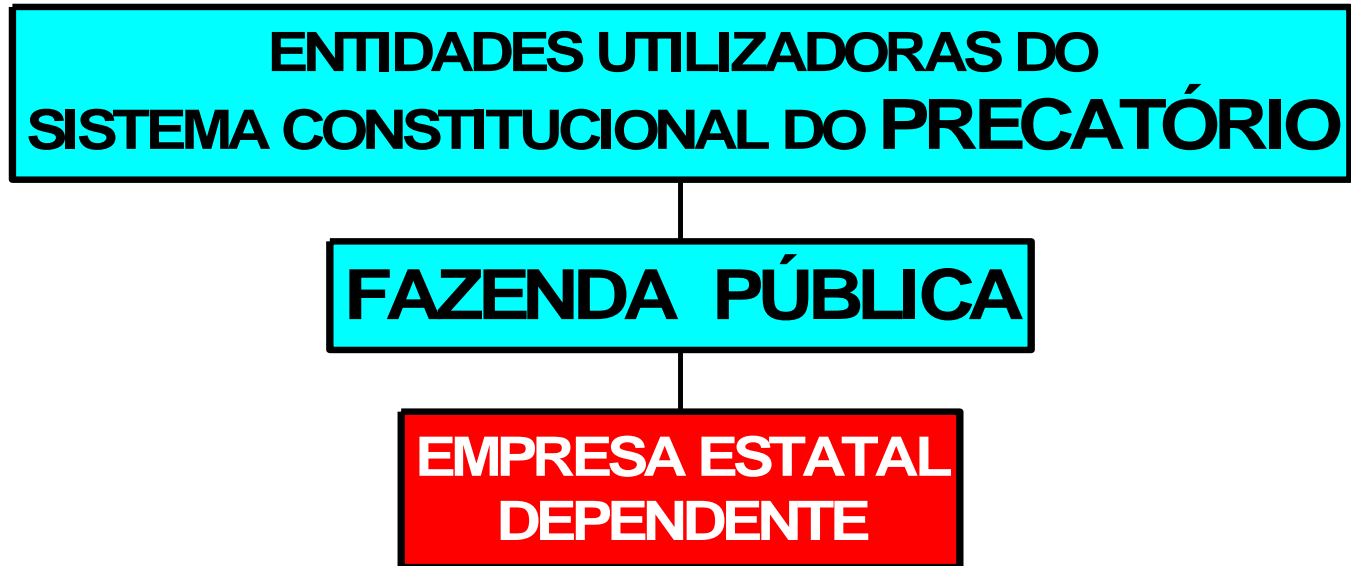 ENTIDADES UTILIZADORAS DO
SISTEMA CONSTITUCIONAL DO PRECATÓRIO
FAZENDA PÚBLICA
EMPRESA ESTATAL
DEPENDENTE